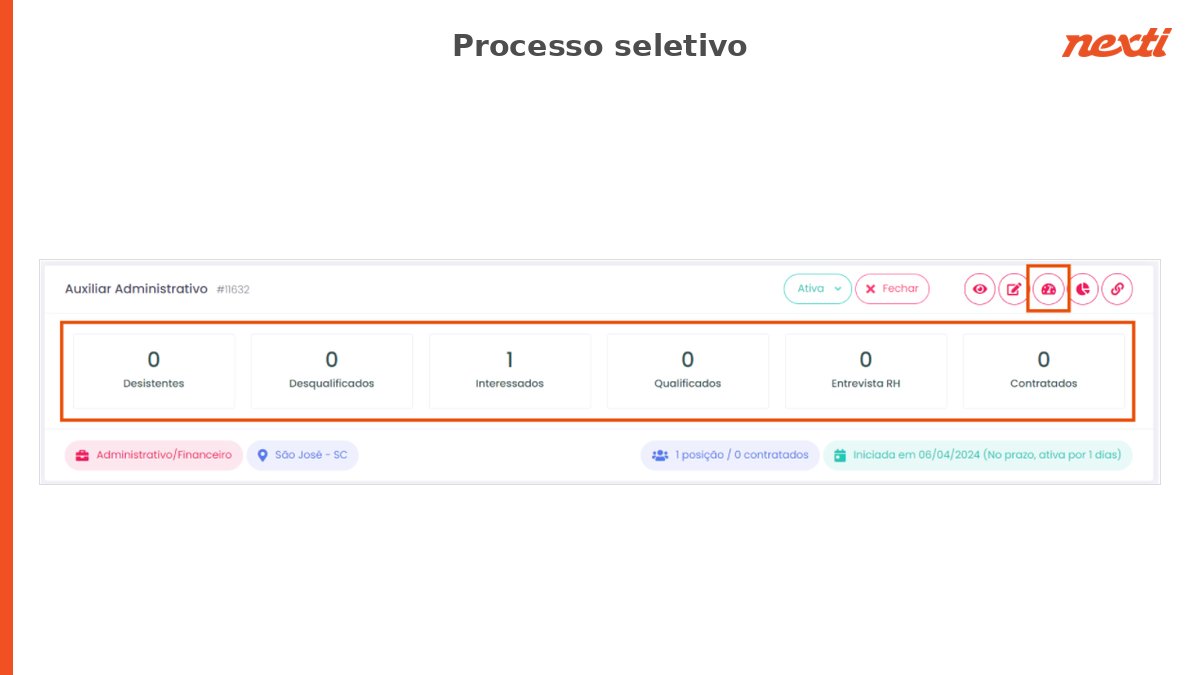 Processo seletivo
nexti
Auxiliar Administrativo #11632
Ativa
Fechar
0
Desistentes
0
Desqualificados
1
Interessados
0
Qualificados
0
Entrevista RH
0
Contratados
Administrativo/Financeiro
São José - SC
1 posição / 0 contratados
Iniciada em 06/04/2024 (No prazo, ativa por 1 dias)